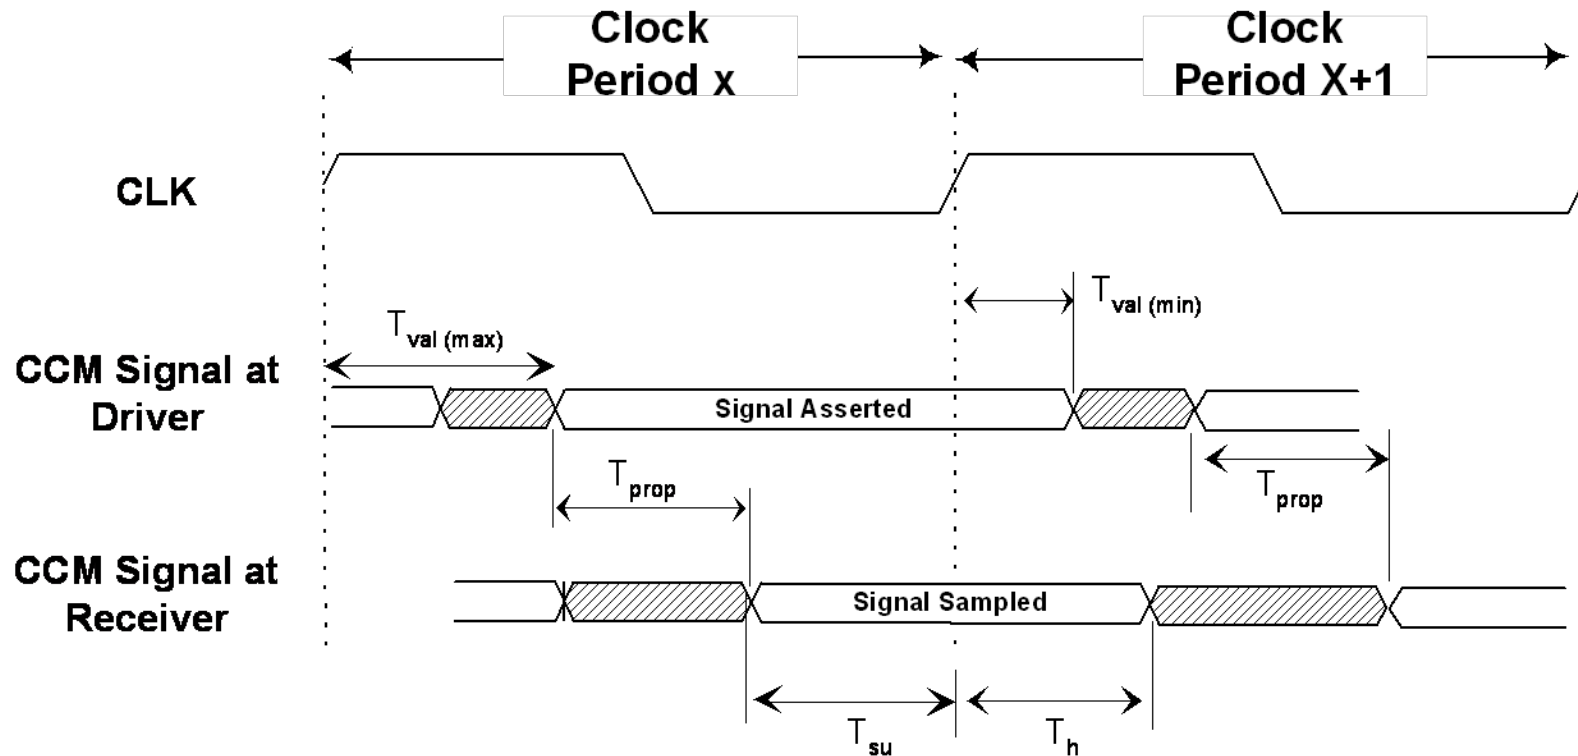 Clock
Period x
Clock
Period X+1
CLK
T val (max)
T val (min)
CCM Signal at
Driver
Signal Asserted
T prop
T prop
CCM Signal at
Receiver
Signal Sampled
T su
T h